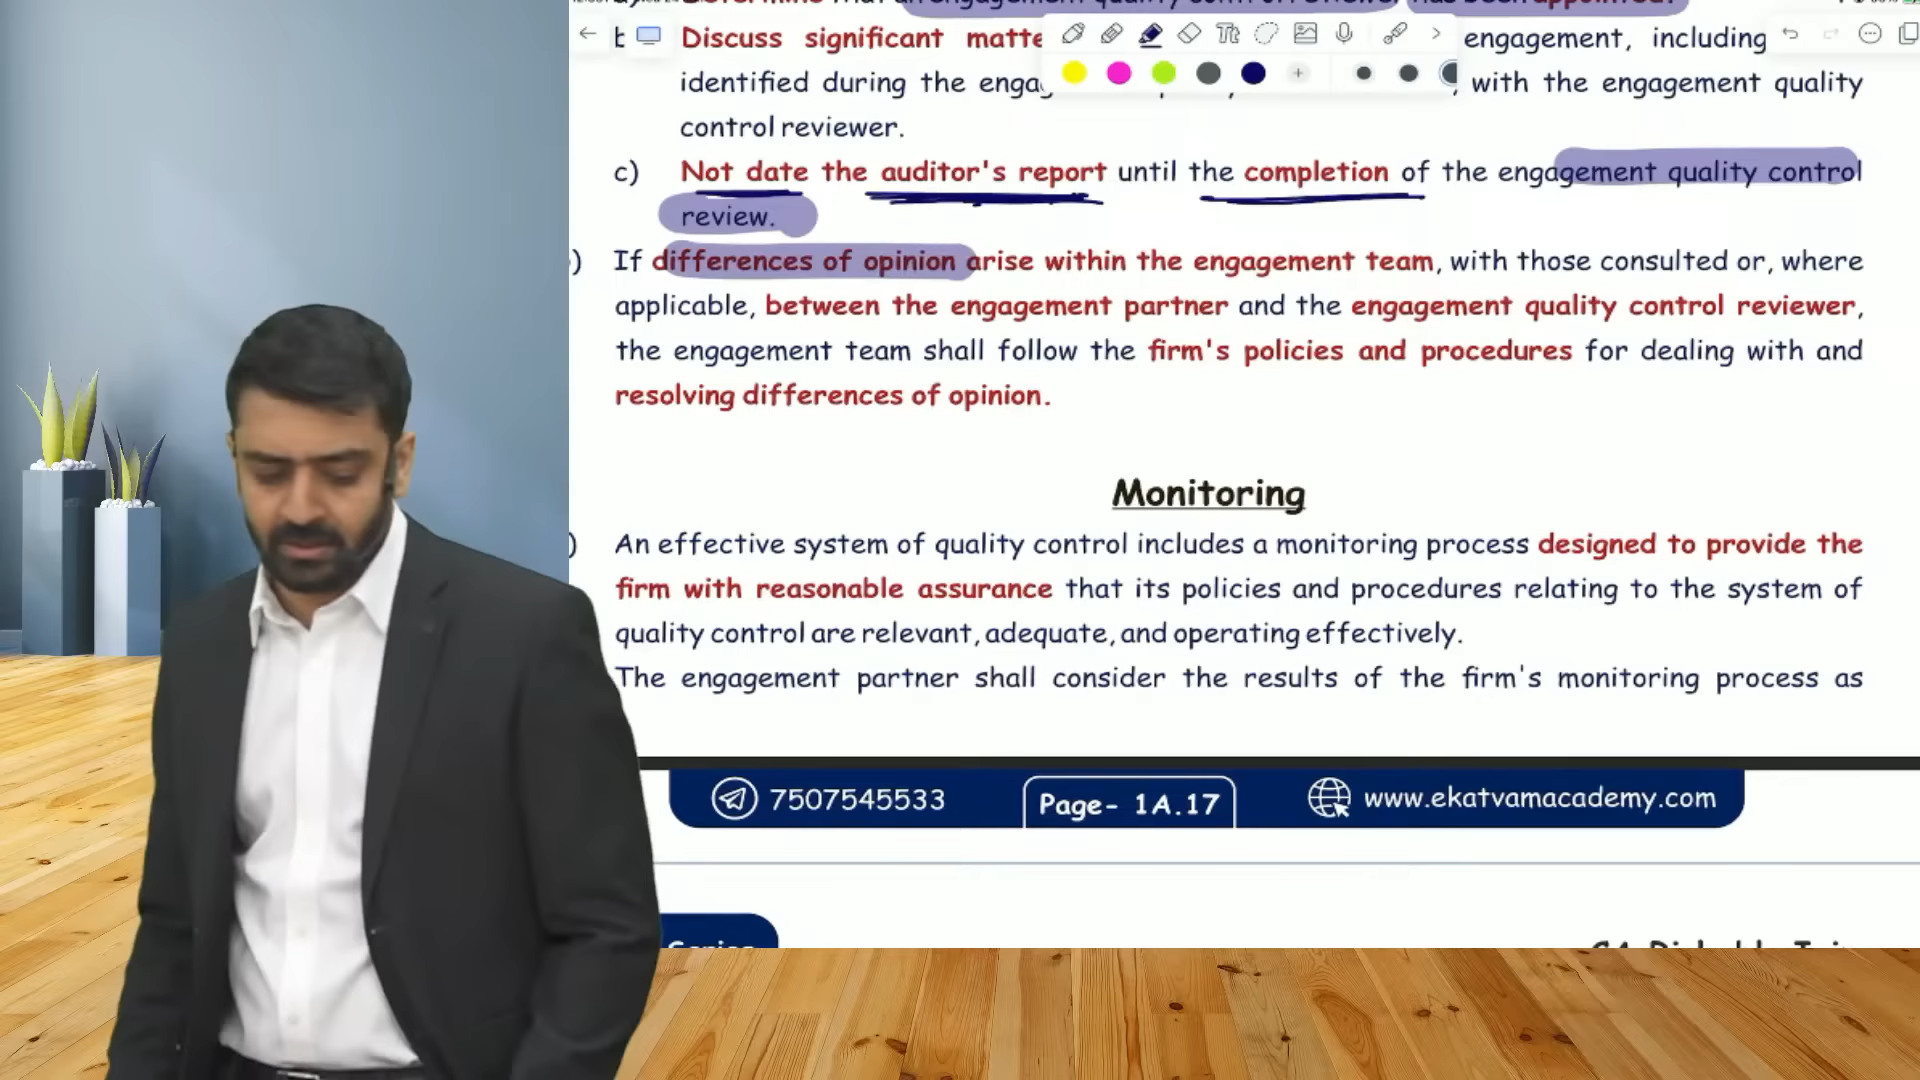 b
Discuss significant matte engagement, including
identified during the enga , with the engagement quality
control reviewer.
c) Not date the auditor's report until the completion of the engagement quality control
review.
) If differences of opinion arise within the engagement team, with those consulted or, where
applicable, between the engagement partner and the engagement quality control reviewer,
the engagement team shall follow the firm's policies and procedures for dealing with and
resolving differences of opinion.
Monitoring
) An effective system of quality control includes a monitoring process designed to provide the
firm with reasonable assurance that its policies and procedures relating to the system of
quality control are relevant, adequate, and operating effectively.
The engagement partner shall consider the results of the firm's monitoring process as
7507545533
Page- 1A.17
www.ekatvamacademy.com